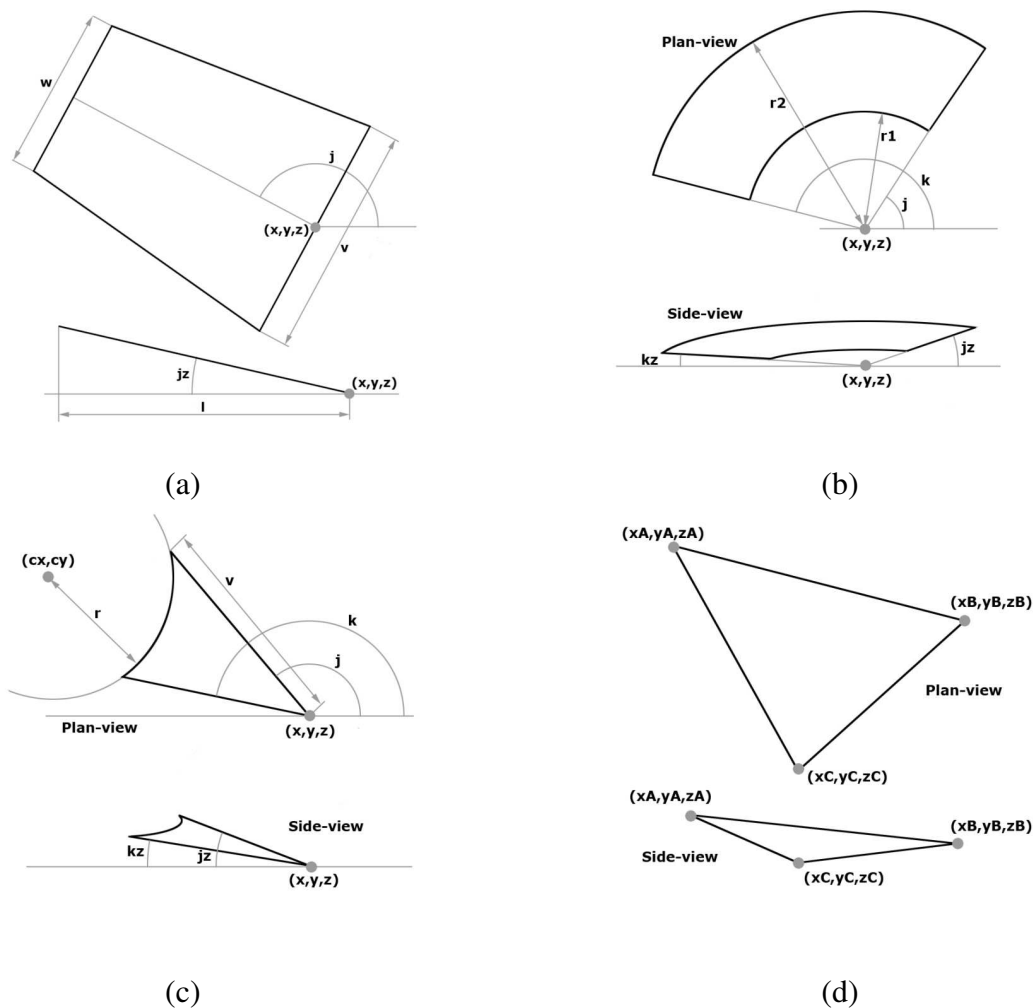 w
j
(x,y,z)
v
jz
(x,y,z)
l
(a)
Plan-view
r2
r1
k
j
(x,y,z)
Side-view
kz
jz
(x,y,z)
(b)
(cx,cy)
v
r
k
j
Plan-view
(x,y,z)
Side-view
kz
jz
(x,y,z)
(c)
(xA,yA,zA)
(xB,yB,zB)
Plan-view
(xC,yC,zC)
(xA,yA,zA)
(xB,yB,zB)
Side-view
(xC,yC,zC)
(d)